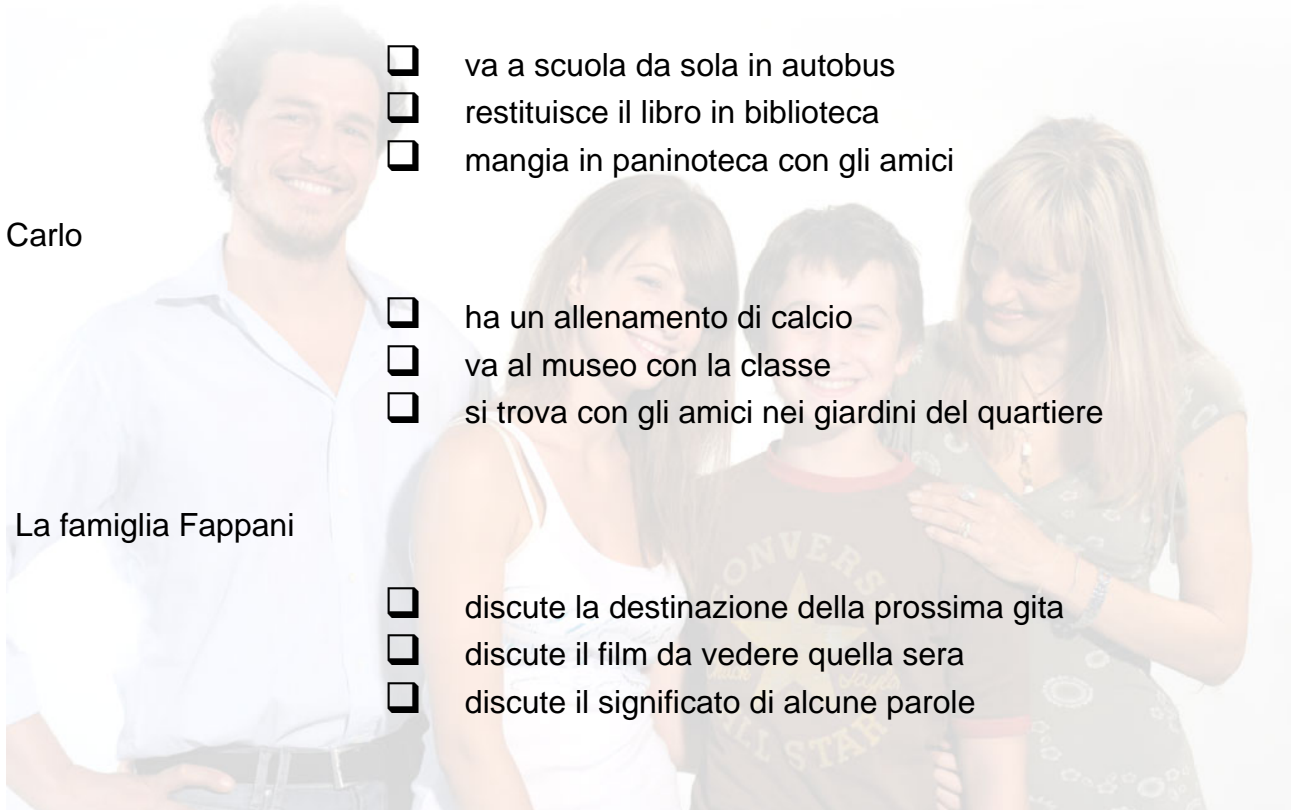 ❑ va a scuola da sola in autobus
❑ restituisce il libro in biblioteca
❑ mangia in paninoteca con gli amici
Carlo
❑ ha un allenamento di calcio
❑ va al museo con la classe
❑ si trova con gli amici nei giardini del quartiere
La famiglia Fappani
❑ discute la destinazione della prossima gita
❑ discute il film da vedere quella sera
❑ discute il significato di alcune parole
CONVERS
ALL STAR